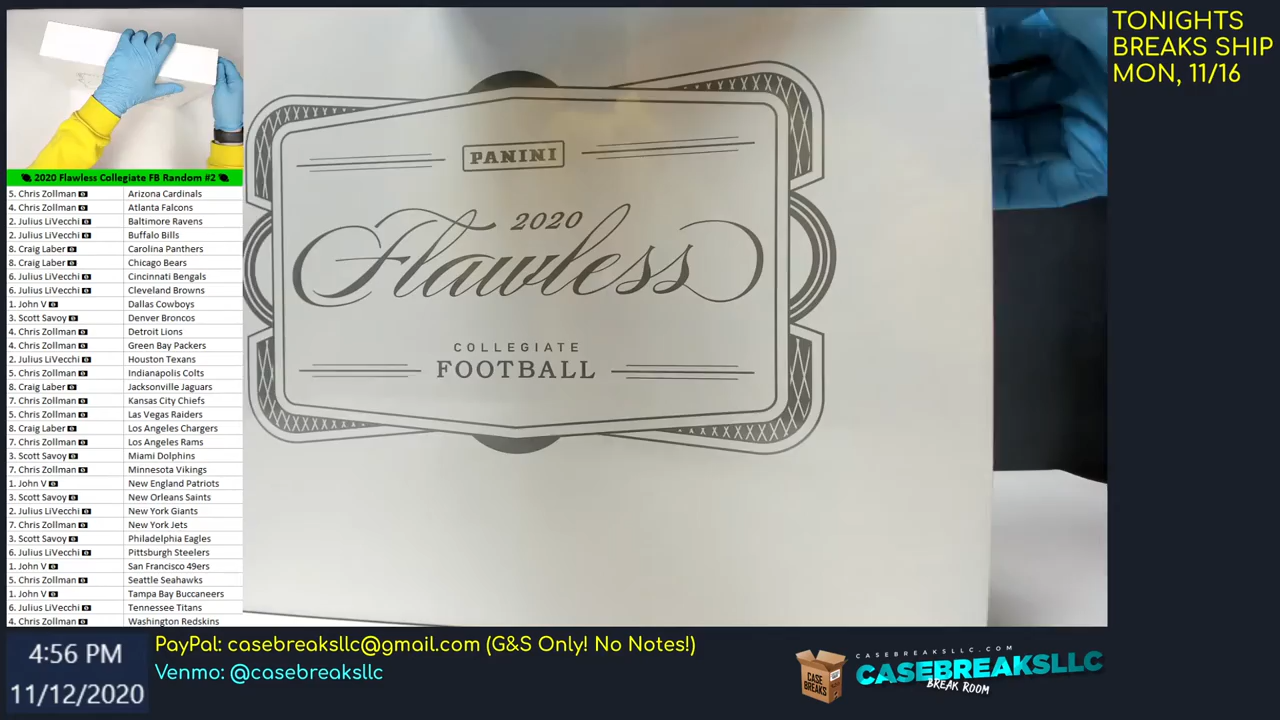 TONIGHTS
BREAKS SHIP
MON, 11/16
2020 Flawless Collegiate FB Random #2
5. Chris Zollman Arizona Cardinals
4. Chris Zollman Atlanta Falcons
2. Julius LiVecchi Baltimore Ravens
2. Julius LiVecchi Buffalo Bills
8. Craig Laber Carolina Panthers
8. Craig Laber Chicago Bears
6. Julius LiVecchi Cincinnati Bengals
6. Julius LiVecchi Cleveland Browns
1. John V Dallas Cowboys
3. Scott Savoy Denver Broncos
4. Chris Zollman Detroit Lions
4. Chris Zollman Green Bay Packers
2. Julius LiVecchi Houston Texans
5. Chris Zollman Indianapolis Colts
8. Craig Laber Jacksonville Jaguars
7. Chris Zollman Kansas City Chiefs
5. Chris Zollman Las Vegas Raiders
8. Craig Laber Los Angeles Chargers
7. Chris Zollman Los Angeles Rams
3. Scott Savoy Miami Dolphins
7. Chris Zollman Minnesota Vikings
1. John V New England Patriots
3. Scott Savoy New Orleans Saints
2. Julius LiVecchi New York Giants
7. Chris Zollman New York Jets
3. Scott Savoy Philadelphia Eagles
6. Julius LiVecchi Pittsburgh Steelers
1. John V San Francisco 49ers
5. Chris Zollman Seattle Seahawks
1. John V Tampa Bay Buccaneers
6. Julius LiVecchi Tennessee Titans
4. Chris Zollman Washington Redskins
PANINI
2020
Flawless
COLLEGIATE
FOOTBALL
4:56 PM
11/12/2020
PayPal: casebreaksllc@gmail.com (G&S Only! No Notes!)
Venmo: @casebreaksllc
CASE
BREAKS
CASEBREAKSLLC.COM
CASEBREAKSLLC
BREAK ROOM